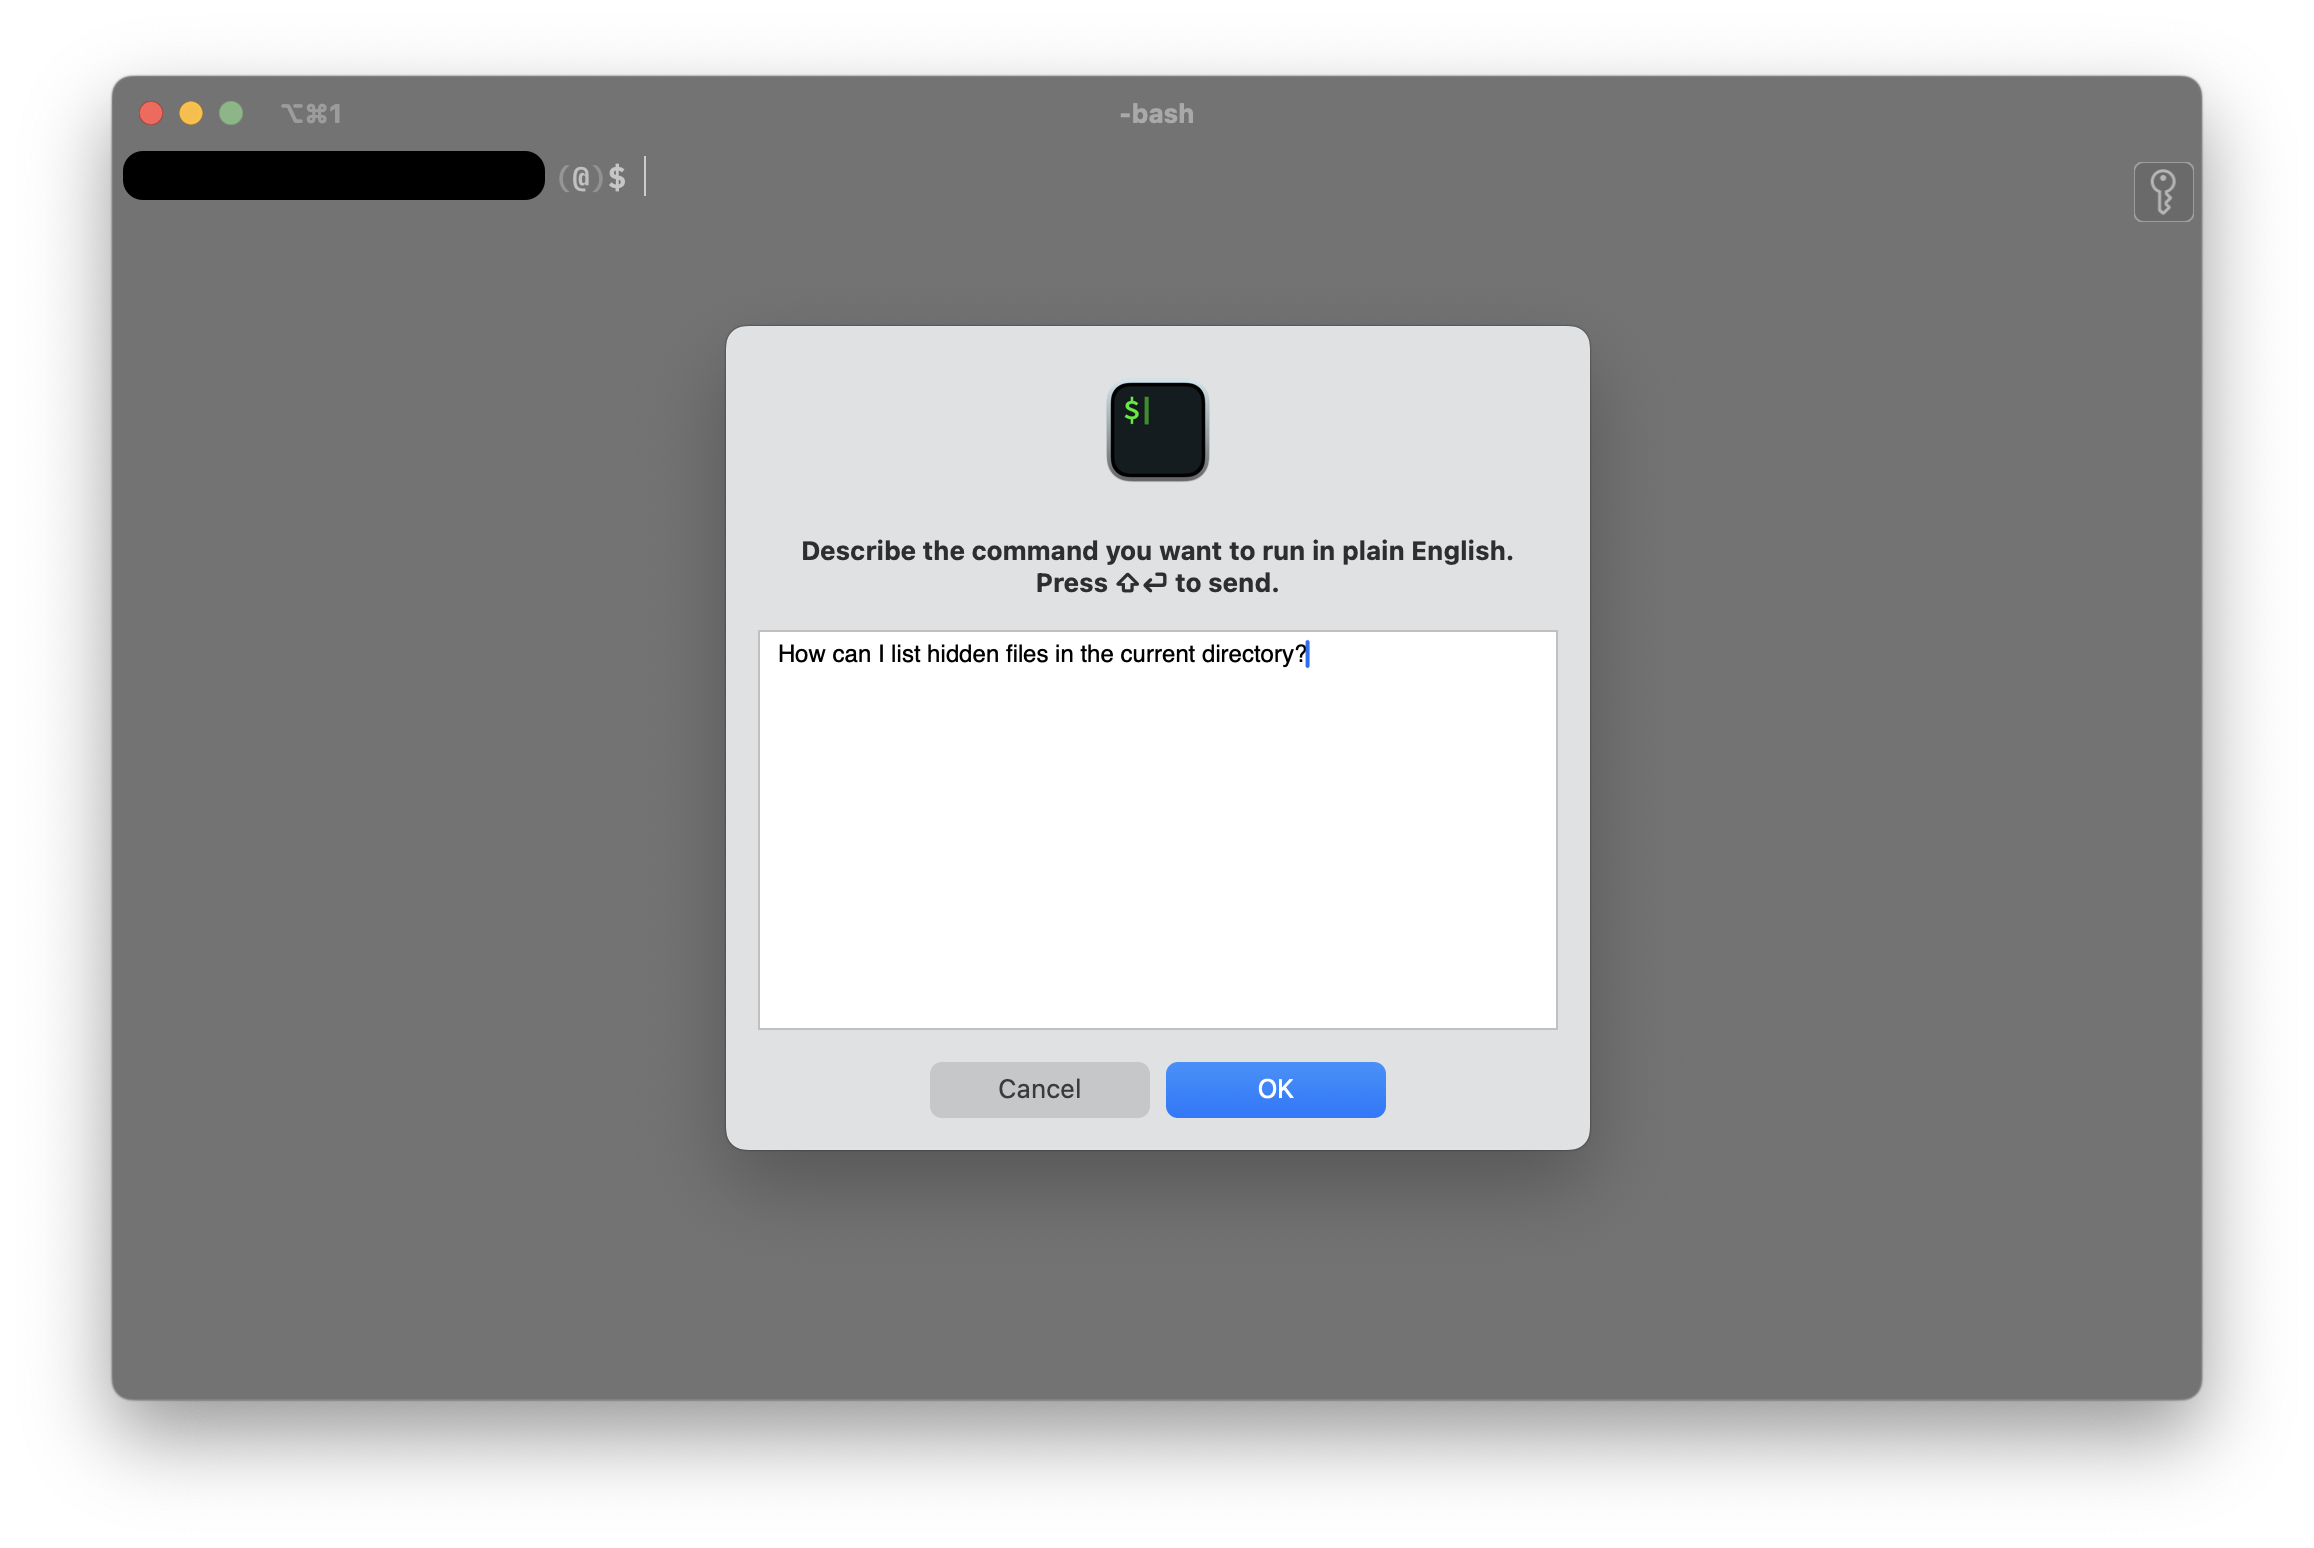 ⌥⌘1
-bash
(@)$
$
Describe the command you want to run in plain English.
Press ⇧⏎ to send.
How can I list hidden files in the current directory?
Cancel
OK